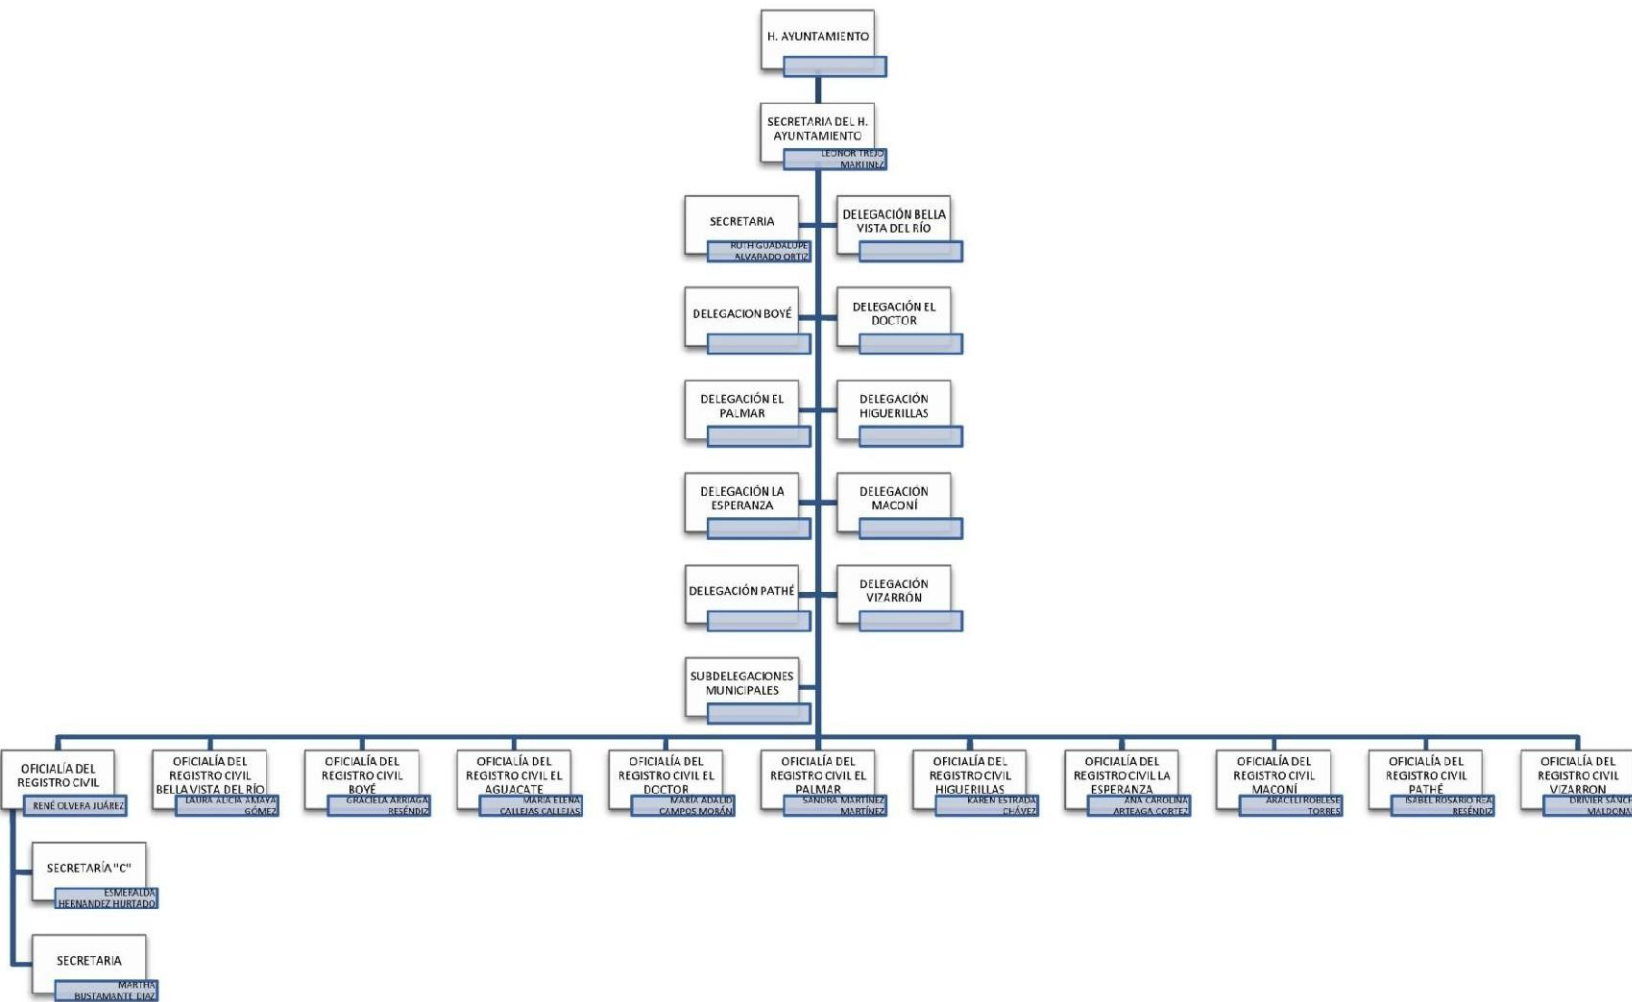 H. AYUNTAMIENTO
SECRETARIA DEL H.
AYUNTAMIENTO
LEONOR TREJO
MARTINEZ
SECRETARIA
RUTH GUADALUPE
ALVARADO ORTIZ
DELEGACIÓN BELLA
VISTA DEL RÍO
DELEGACION BOYÉ
DELEGACIÓN EL
DOCTOR
DELEGACIÓN EL
PALMAR
DELEGACIÓN
HIGUERILLAS
DELEGACIÓN LA
ESPERANZA
DELEGACIÓN
MACONÍ
DELEGACIÓN PATHÉ
DELEGACIÓN
VIZARRÓN
SUBDELEGACIONES
MUNICIPALES
OFICIALÍA DEL
REGISTRO CIVIL
RENÉ OLVERA JUÁREZ
OFICIALÍA DEL
REGISTRO CIVIL
BELLA VISTA DEL RÍO
LAURA ALICIA AMAYA
GÓMEZ
OFICIALÍA DEL
REGISTRO CIVIL
BOYÉ
GRACIELA ARRIAGA
RESÉNDIZ
OFICIALÍA DEL
REGISTRO CIVIL EL
AGUACATE
MARIA ELENA
CALLEJAS CALLEJAS
OFICIALÍA DEL
REGISTRO CIVIL EL
DOCTOR
MARIA ADALID
CAMPOS MORÁN
OFICIALÍA DEL
REGISTRO CIVIL EL
PALMAR
SANDRA MARTINEZ
MARTÍNEZ
OFICIALÍA DEL
REGISTRO CIVIL
HIGUERILLAS
KAREN ESTRADA
CHÁVEZ
OFICIALÍA DEL
REGISTRO CIVIL LA
ESPERANZA
ANA CAROLINA
ARTEAGA CORTEZ
OFICIALÍA DEL
REGISTRO CIVIL
MACONÍ
ARACELI ROBLESE
TORRES
OFICIALÍA DEL
REGISTRO CIVIL
PATHÉ
ISABEL ROSARIO REA
RESÉNDIZ
OFICIALÍA DEL
REGISTRO CIVIL
VIZARRON
SECRETARÍA "C"
ESMERALDA
HERNANDEZ HURTADO
SECRETARIA
MARTHA
BUSTAMANTE DIAZ